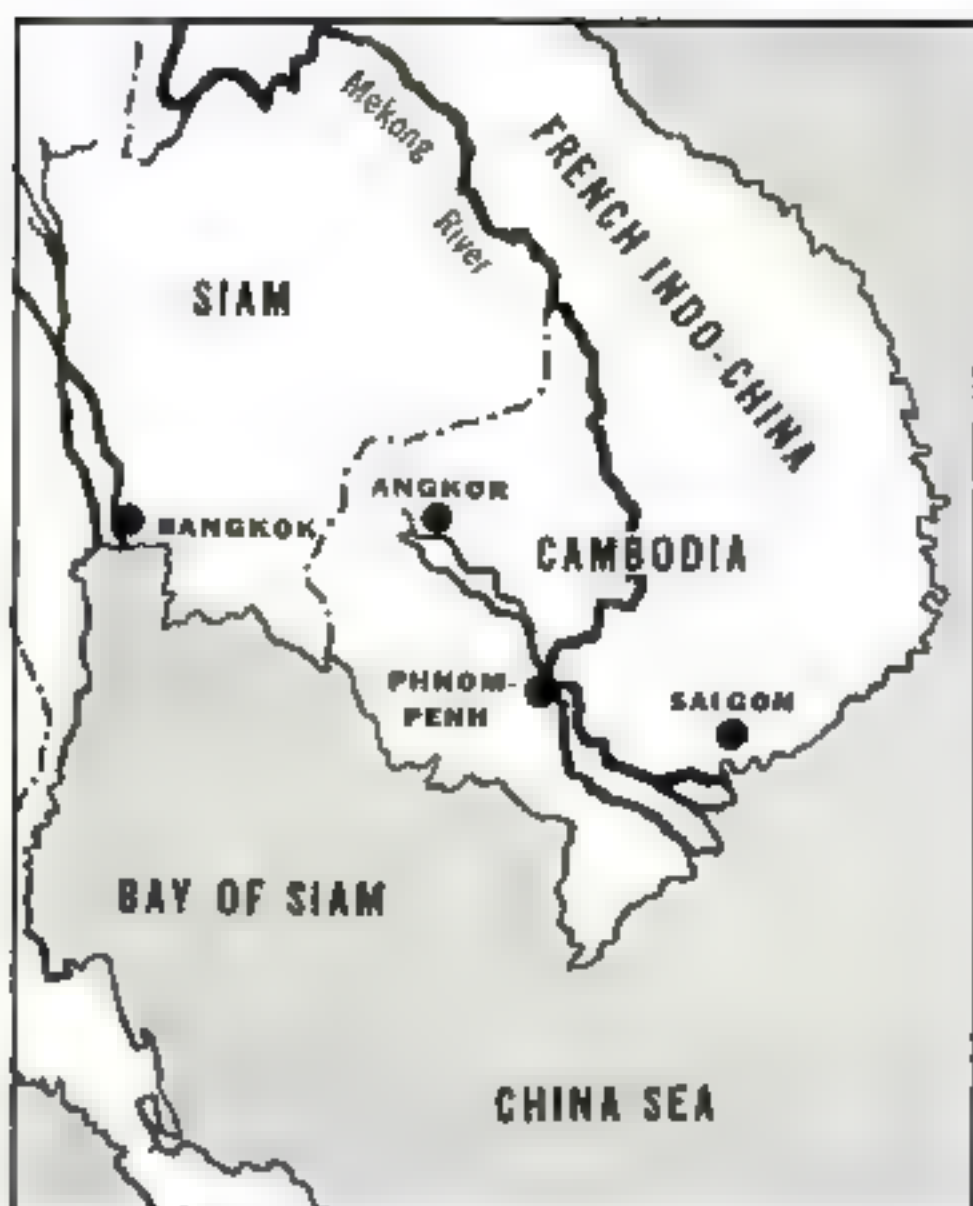 Mekong
River
FRENCH INDO-CHINA
SIAM
ANGKOR
BANGKOK
CAMBODIA
PHNOM-
PENH
SAIGON
BAY OF SIAM
CHINA SEA